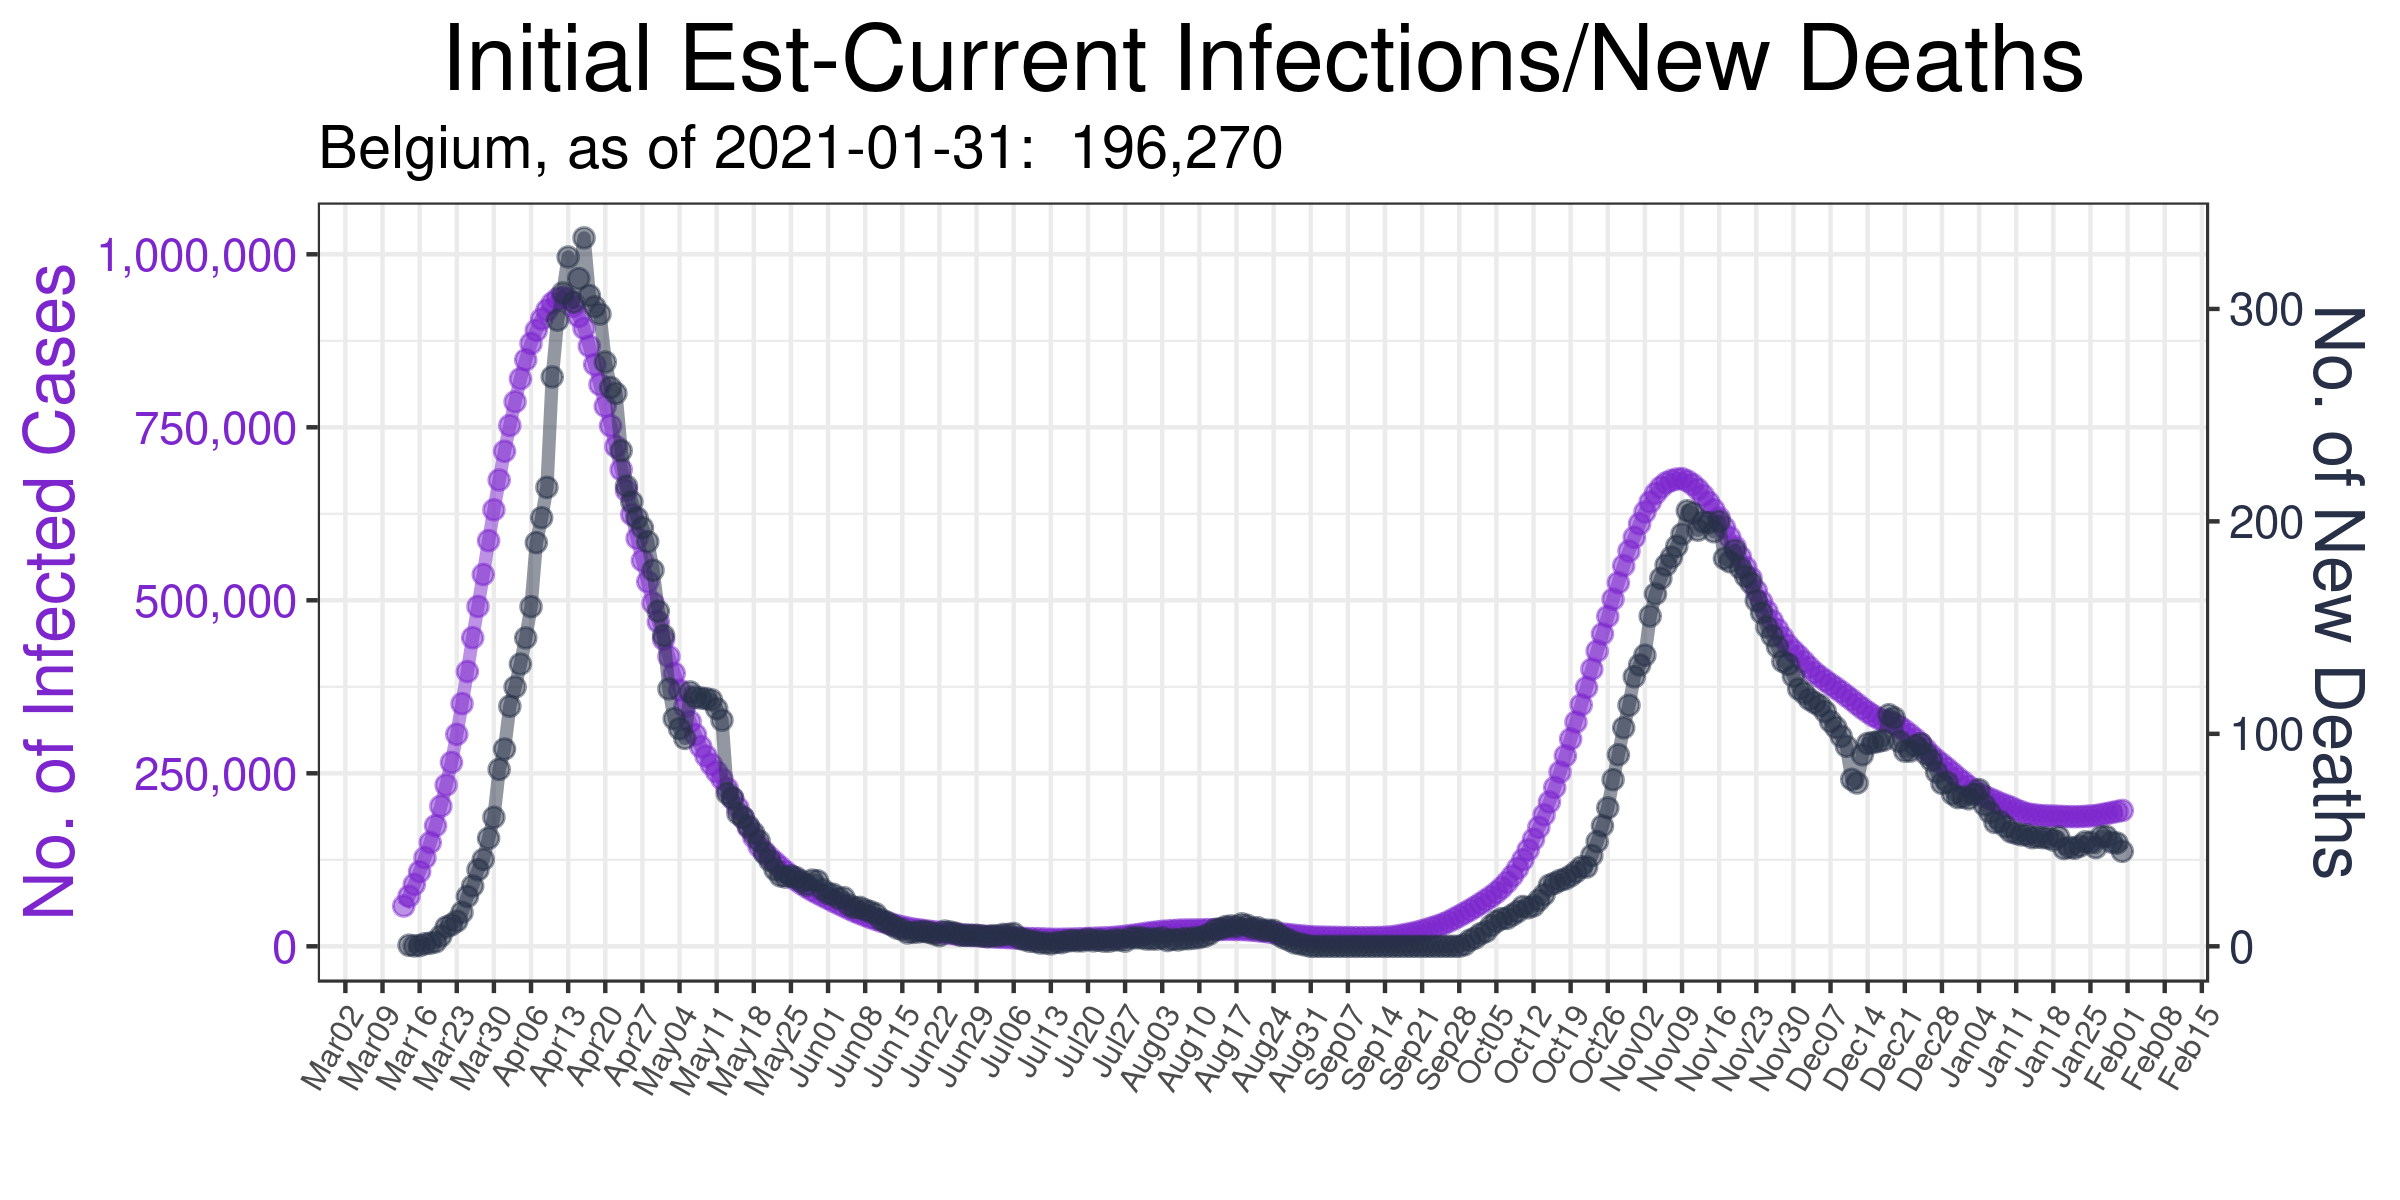 Initial Est-Current Infections/New Deaths
Belgium, as of 2021-01-31: 196,270
No. of Infected Cases
1,000,000
750,000
500,000
250,000
0
300
200
100
0
No. of New Deaths
Mar02
Mar09
Mar16
Mar23
Mar30
Apr06
Apr13
Apr20
Apr27
May04
May11
May18
May25
Jun01
Jun08
Jun15
Jun22
Jun29
Jul06
Jul13
Jul20
Jul27
Aug03
Aug10
Aug17
Aug24
Aug31
Sep07
Sep14
Sep21
Sep28
Oct05
Oct12
Oct19
Oct26
Nov02
Nov09
Nov16
Nov23
Nov30
Dec07
Dec14
Dec21
Dec28
Jan04
Jan11
Jan18
Jan25
Feb01
Feb08
Feb15